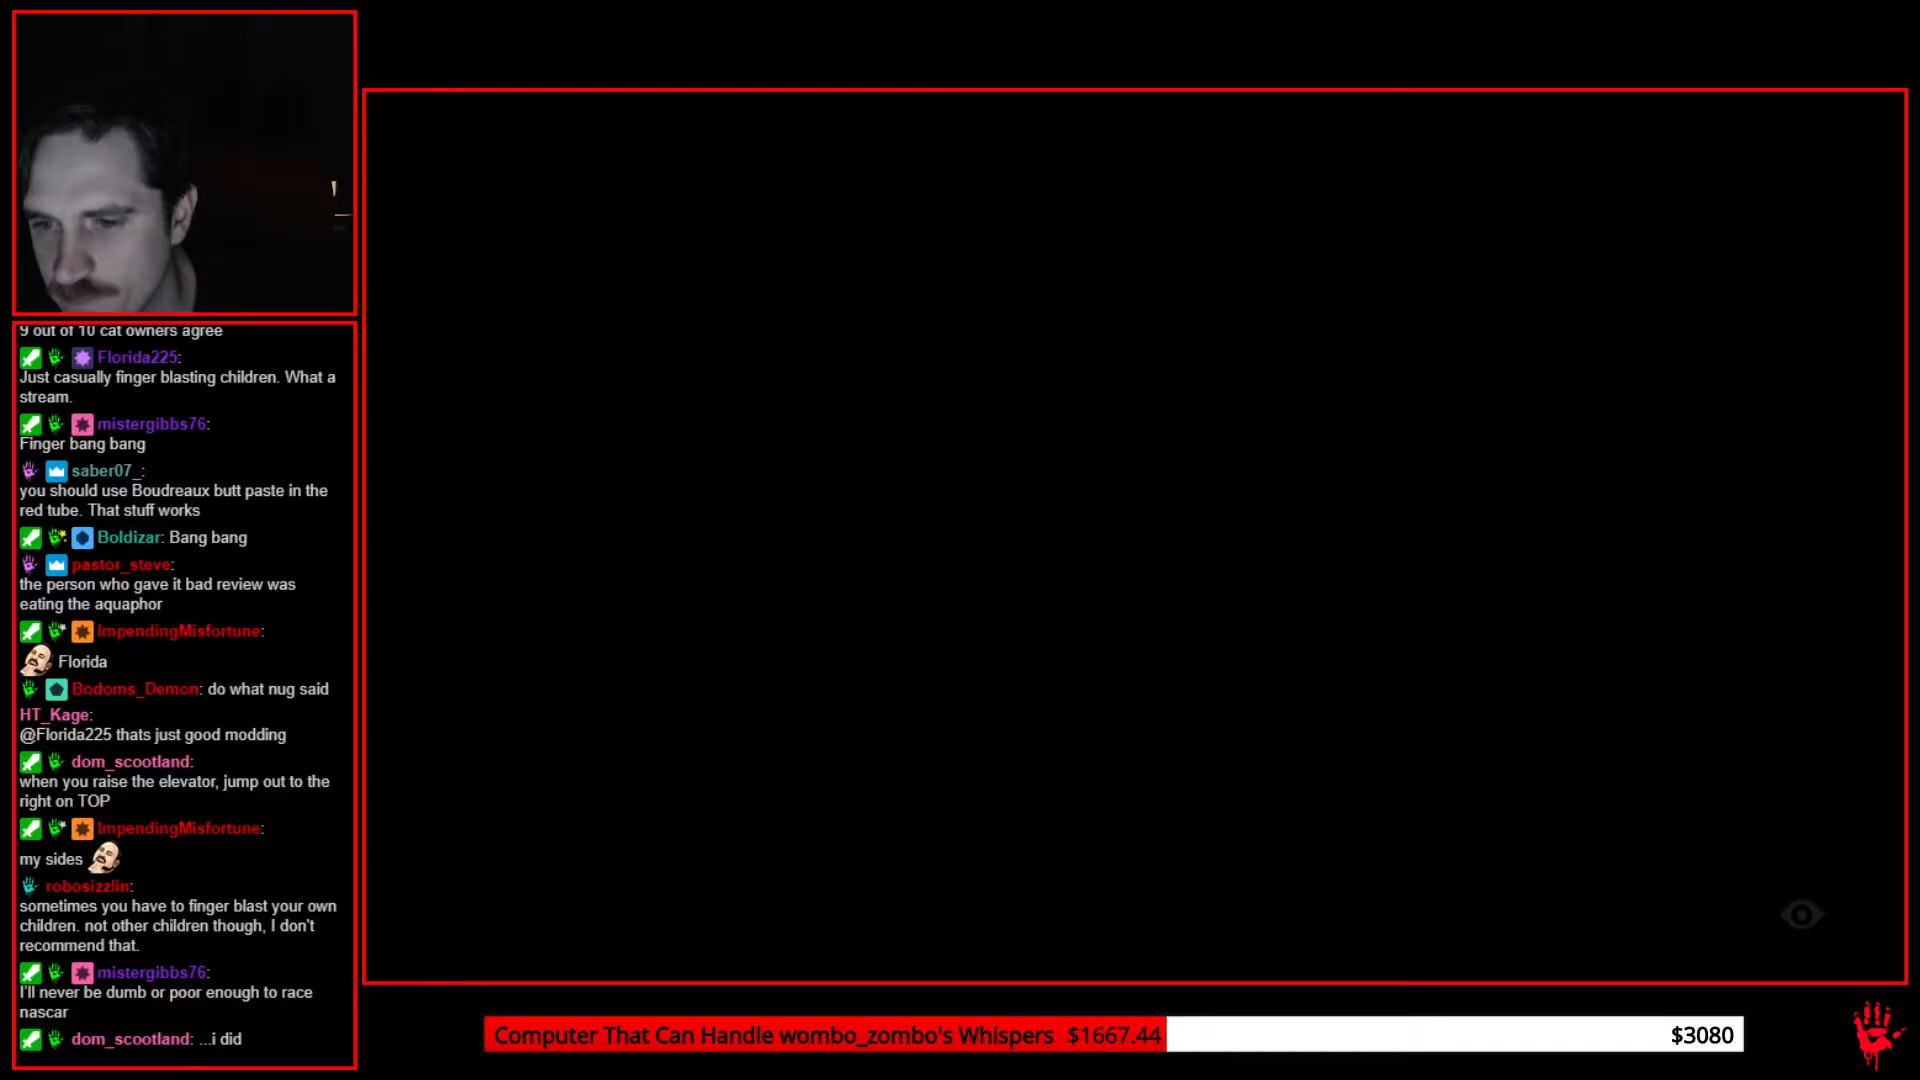 9 out of 10 cat owners agree
Florida225:
Just casually finger blasting children. What a
stream.
mistergibbs76:
Finger bang bang
saber07_:
you should use Boudreaux butt paste in the
red tube. That stuff works
Boldizar: Bang bang
pastor_steve:
the person who gave it bad review was
eating the aquaphor
ImpendingMisfortune:
Florida
Bodoms_Demon: do what nug said
HT_Kage:
@Florida225 thats just good modding
dom_scootland:
when you raise the elevator, jump out to the
right on TOP
ImpendingMisfortune:
my sides
robosizzlin:
sometimes you have to finger blast your own
children. not other children though, I don't
recommend that.
mistergibbs76:
I'll never be dumb or poor enough to race
nascar
dom_scootland: ...i did
Computer That Can Handle wombo_zombo's Whispers $1667.44 $3080